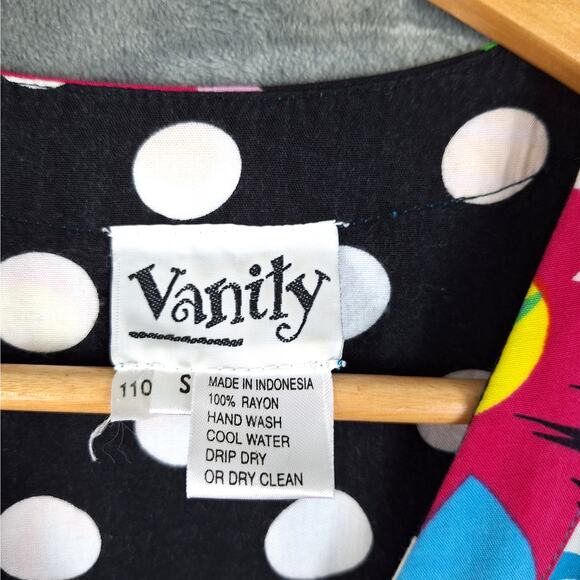 Vanity
110 S
MADE IN INDONESIA
100% RAYON
HAND WASH
COOL WATER
DRIP DRY
OR DRY CLEAN